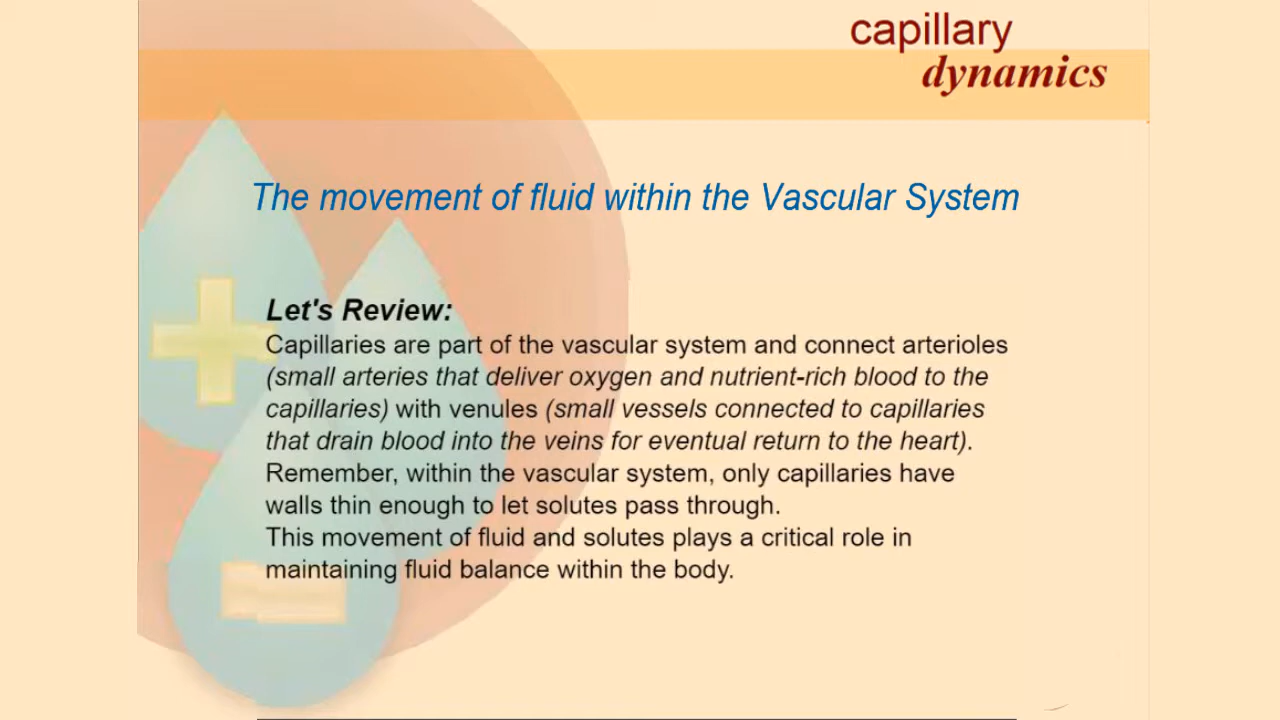 capillary
dynamics
The movement of fluid within the Vascular System
Let's Review:
Capillaries are part of the vascular system and connect arterioles
(small arteries that deliver oxygen and nutrient-rich blood to the
capillaries) with venules (small vessels connected to capillaries
that drain blood into the veins for eventual return to the heart).
Remember, within the vascular system, only capillaries have
walls thin enough to let solutes pass through.
This movement of fluid and solutes plays a critical role in
maintaining fluid balance within the body.